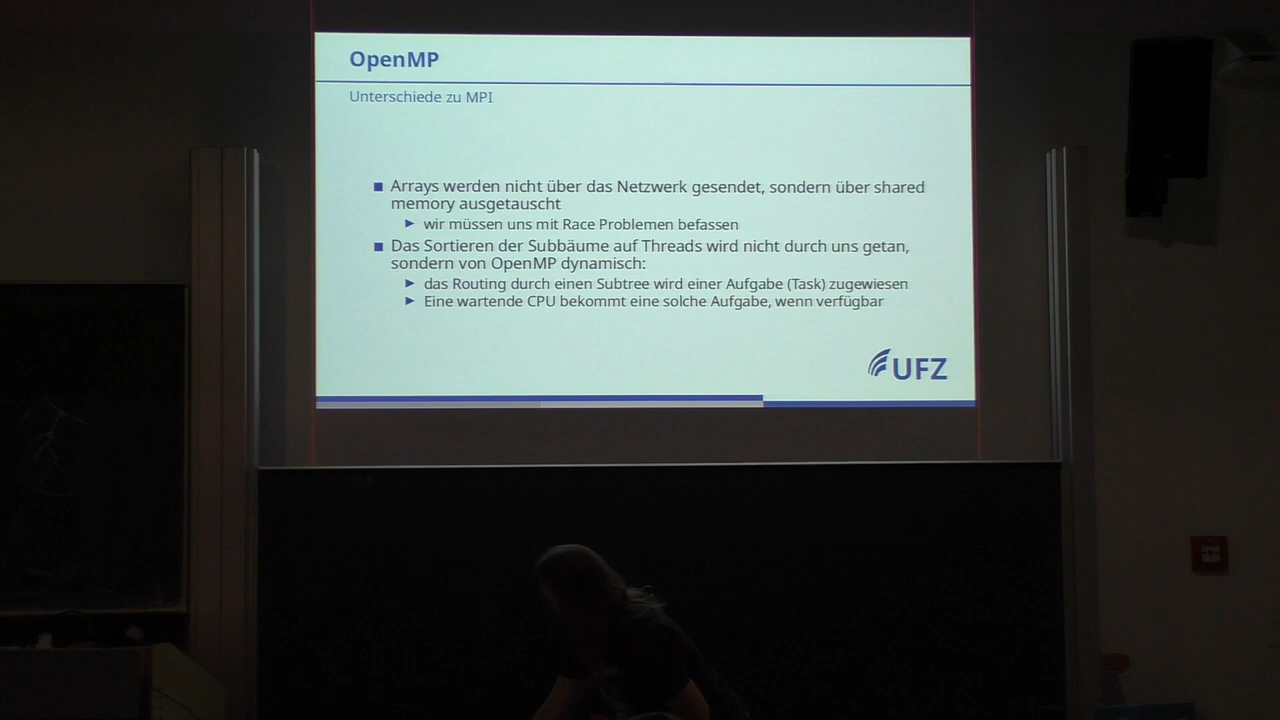 OpenMP
Unterschiede zu MPI
Arrays werden nicht über das Netzwerk gesendet, sondern über shared
memory ausgetauscht
wir müssen uns mit Race Problemen befassen
Das Sortieren der Subbäume auf Threads wird nicht durch uns getan,
sondern von OpenMP dynamisch:
das Routing durch einen Subtree wird einer Aufgabe (Task) zugewiesen
Eine wartende CPU bekommt eine solche Aufgabe, wenn verfügbar
UFZ